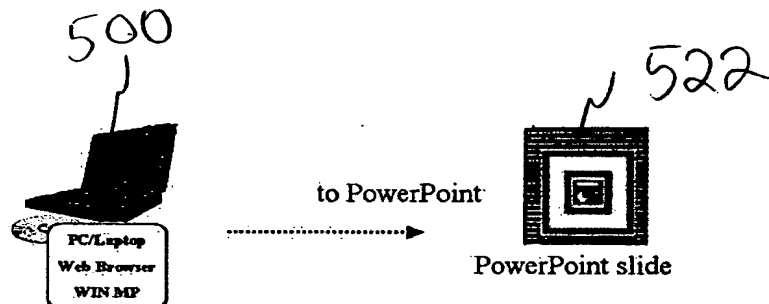 500
522
to PowerPoint
PC/Laptop
Web Browser
WIN MP
PowerPoint slide